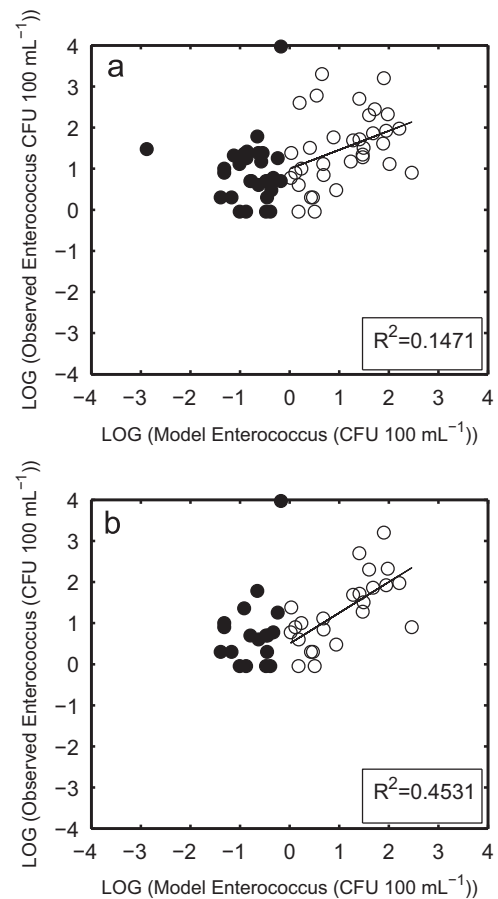 a
4
3
2
1
0
−1
−2
−3
−4
LOG (Observed Enterococcus CFU 100 mL⁻¹))
R²=0.1471
−4 −3 −2 −1 0 1 2 3 4
LOG (Model Enterococcus (CFU 100 mL⁻¹))
b
4
3
2
1
0
−1
−2
−3
−4
LOG (Observed Enterococcus (CFU 100 mL⁻¹))
R²=0.4531
−4 −3 −2 −1 0 1 2 3 4
LOG (Model Enterococcus (CFU 100 mL⁻¹))